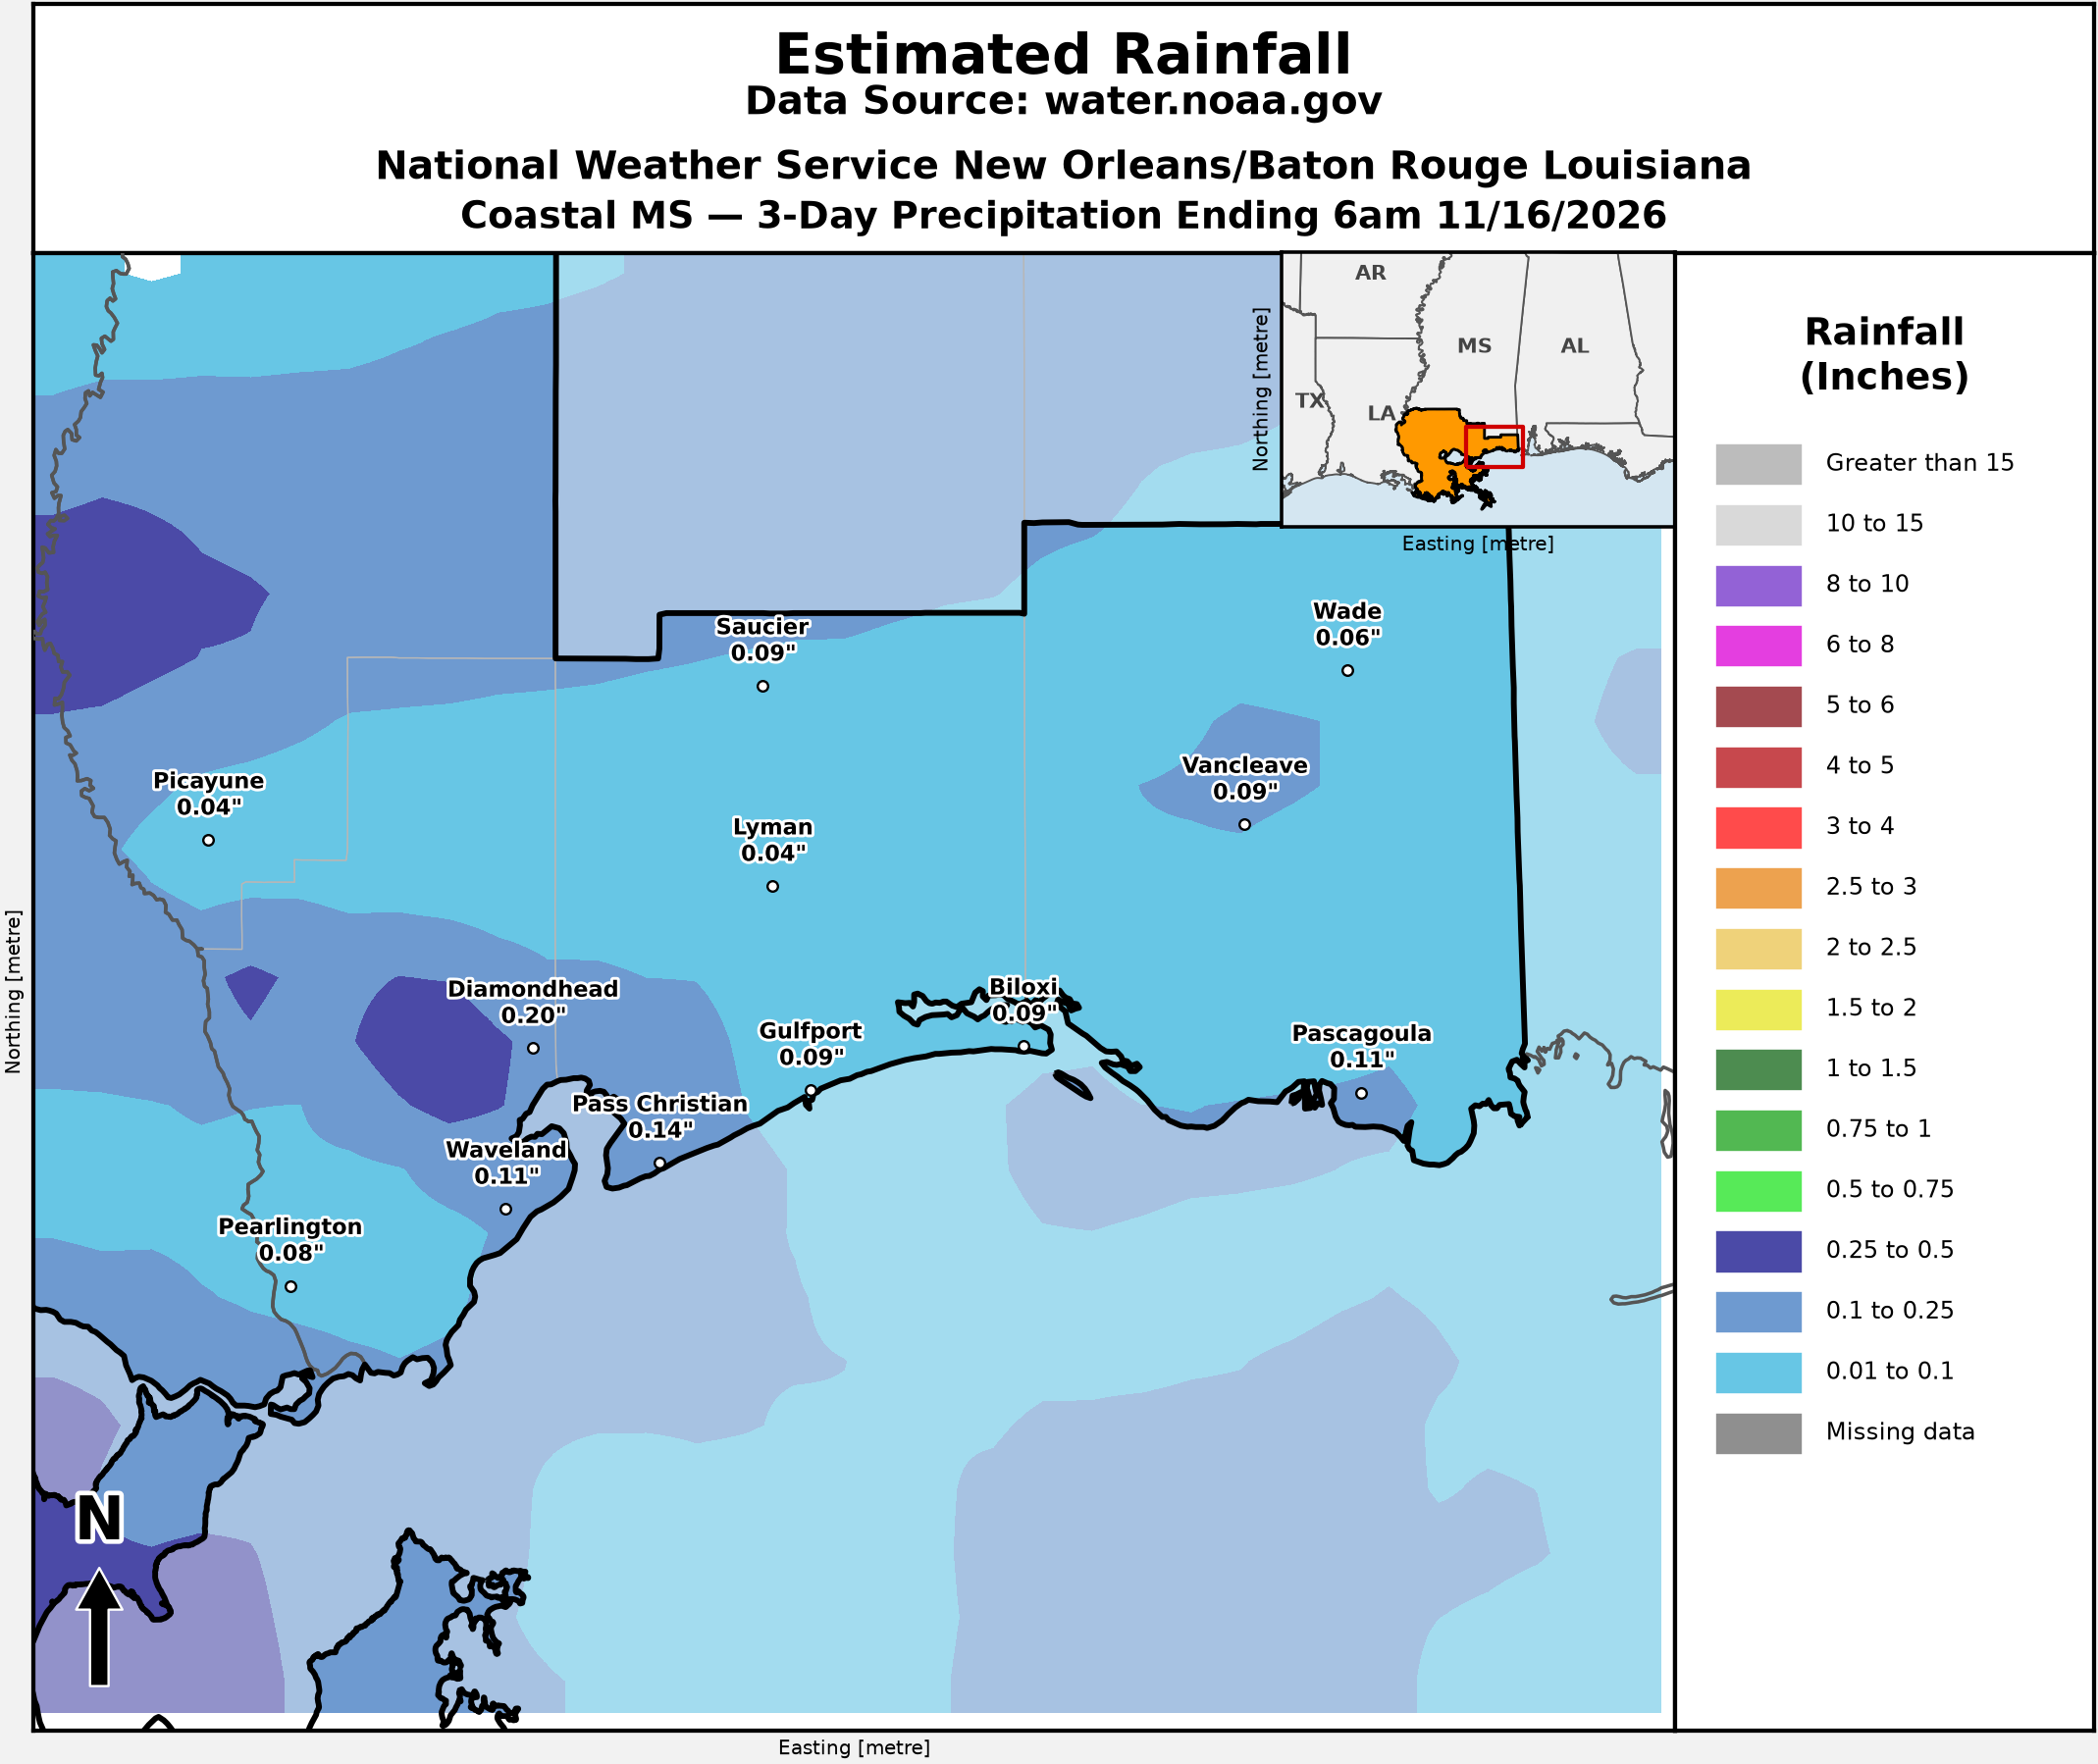 Estimated Rainfall
Data Source: water.noaa.gov
National Weather Service New Orleans/Baton Rouge Louisiana
Coastal MS — 3-Day Precipitation Ending 6am 11/16/2026
AR
MS
AL
TX
LA
Northing [metre]
Easting [metre]
Rainfall
(Inches)
Greater than 15
10 to 15
8 to 10
6 to 8
5 to 6
4 to 5
3 to 4
2.5 to 3
2 to 2.5
1.5 to 2
1 to 1.5
0.75 to 1
0.5 to 0.75
0.25 to 0.5
0.1 to 0.25
0.01 to 0.1
Missing data
Saucier
0.09"
Wade
0.06"
Picayune
0.04"
Vancleave
0.09"
Lyman
0.04"
Diamondhead
0.20"
Biloxi
0.09"
Gulfport
0.09"
Pascagoula
0.11"
Pass Christian
0.14"
Waveland
0.11"
Pearlington
0.08"
N
Northing [metre]
Easting [metre]